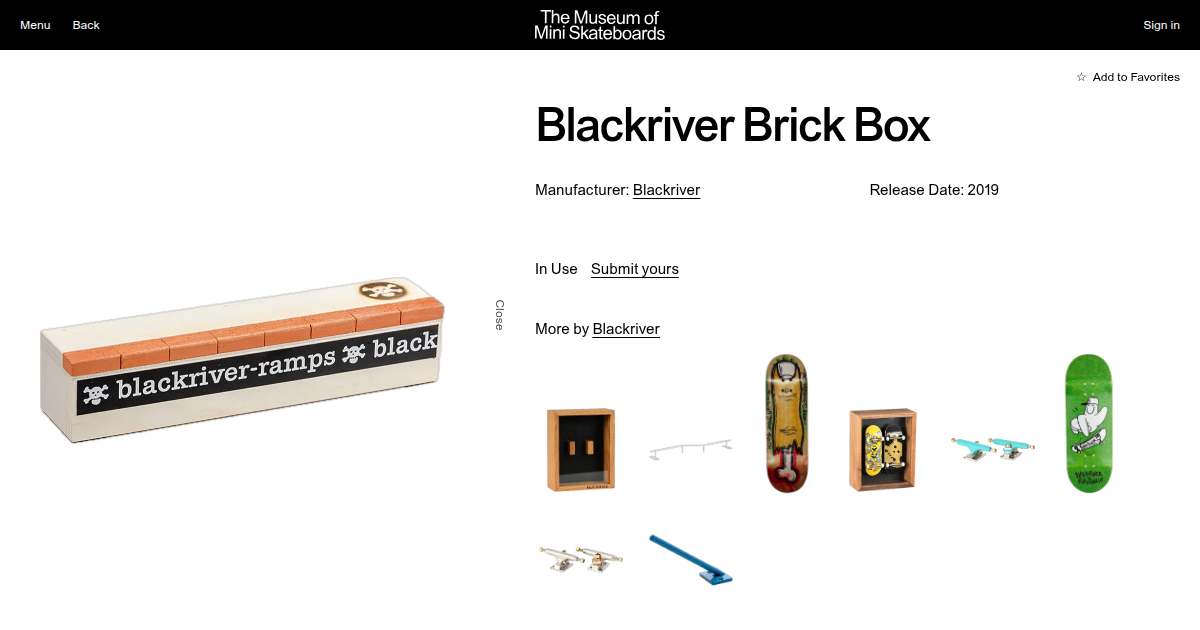 Menu
Back
The Museum of
Mini Skateboards
Sign in
☆ Add to Favorites
Blackriver Brick Box
Manufacturer: Blackriver
Release Date: 2019
In Use
Submit yours
Close
More by Blackriver
blackriver-ramps black